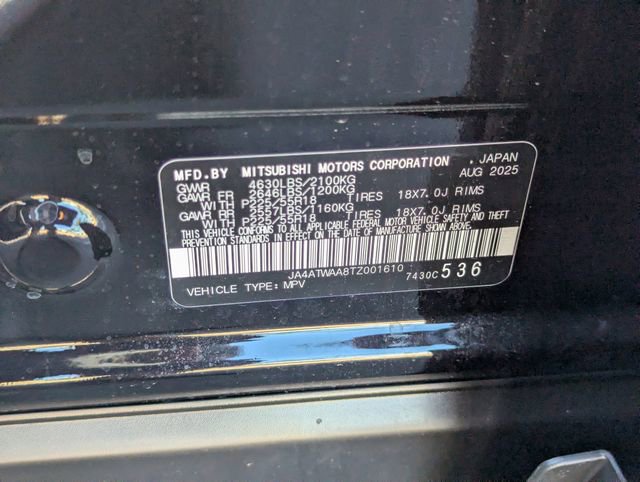 MFD.BY MITSUBISHI MOTORS CORPORATION , JAPAN
GVWR 4630LBS/2100KG AUG 2025
GAWR FR 2646LBS/1200KG
WITH P225/55R18 TIRES 18X7.0J RIMS
GAWR RR 2557LBS/1160KG
WITH P225/55R18 TIRES 18X7.0J RIMS
THIS VEHICLE CONFORMS TO ALL APPLICABLE FEDERAL MOTOR VEHICLE SAFETY AND THEFT
PREVENTION STANDARDS IN EFFECT ON THE DATE OF MANUFACTURE SHOWN ABOVE.
JA4ATWAA8TZ001610 7430C 536
VEHICLE TYPE: MPV